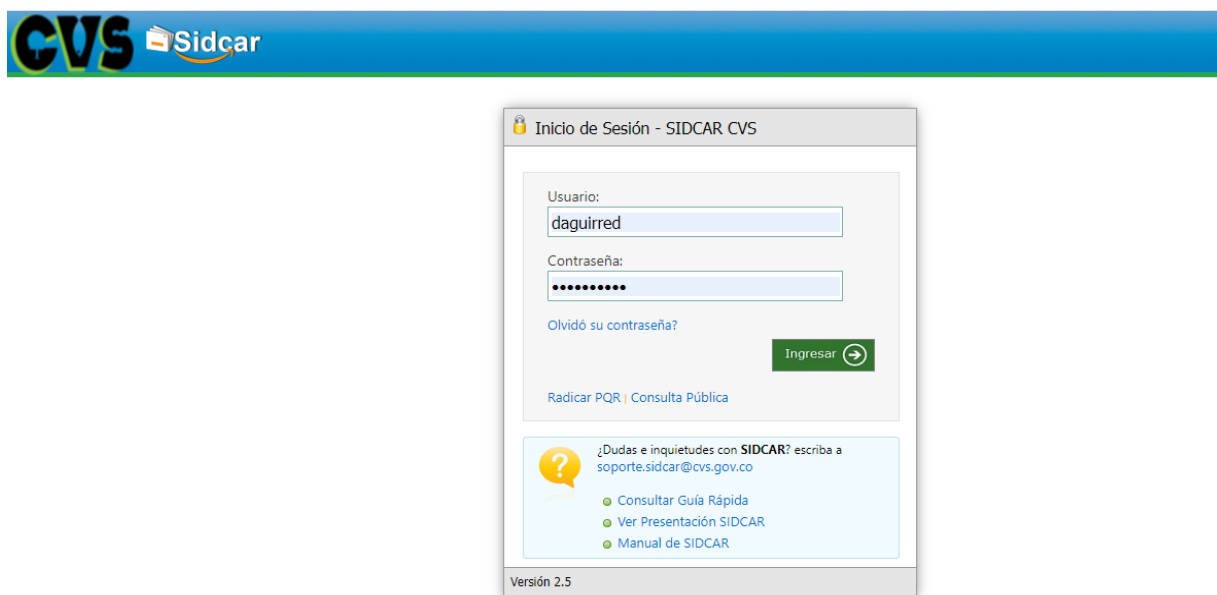 CVS Sidcar
Inicio de Sesión - SIDCAR CVS
Usuario:
daguirred
Contraseña:
••••••••••
Olvidó su contraseña?
Ingresar
Radicar PQR | Consulta Pública
¿Dudas e inquietudes con SIDCAR? escriba a
soporte.sidcar@cvs.gov.co
Consultar Guía Rápida
Ver Presentación SIDCAR
Manual de SIDCAR
Versión 2.5